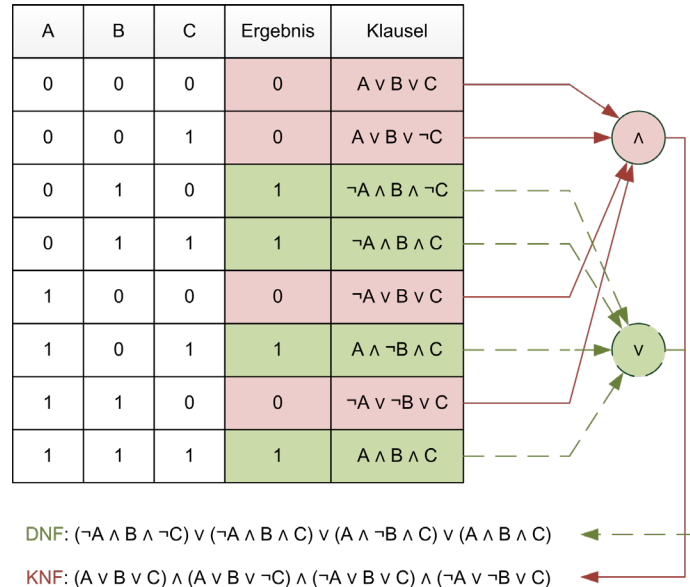 A B C Ergebnis Klausel
0 0 0 0 A ∨ B ∨ C
0 0 1 0 A ∨ B ∨ ¬C
∧
0 1 0 1 ¬A ∧ B ∧ ¬C
0 1 1 1 ¬A ∧ B ∧ C
1 0 0 0 ¬A ∨ B ∨ C
1 0 1 1 A ∧ ¬B ∧ C
∨
1 1 0 0 ¬A ∨ ¬B ∨ C
1 1 1 1 A ∧ B ∧ C
DNF: (¬A ∧ B ∧ ¬C) ∨ (¬A ∧ B ∧ C) ∨ (A ∧ ¬B ∧ C) ∨ (A ∧ B ∧ C)
KNF: (A ∨ B ∨ C) ∧ (A ∨ B ∨ ¬C) ∧ (¬A ∨ B ∨ C) ∧ (¬A ∨ ¬B ∨ C)